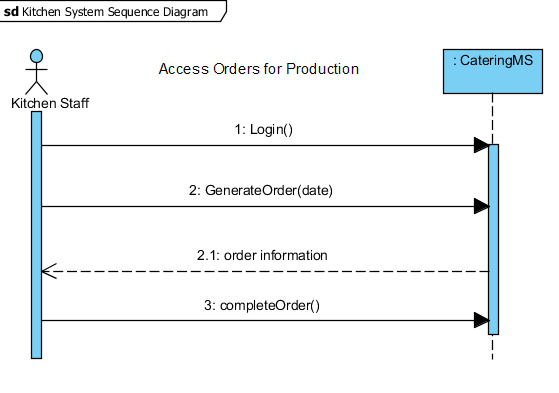 sd Kitchen System Sequence Diagram
Access Orders for Production
: CateringMS
Kitchen Staff
1: Login()
2: GenerateOrder(date)
2.1: order information
3: completeOrder()